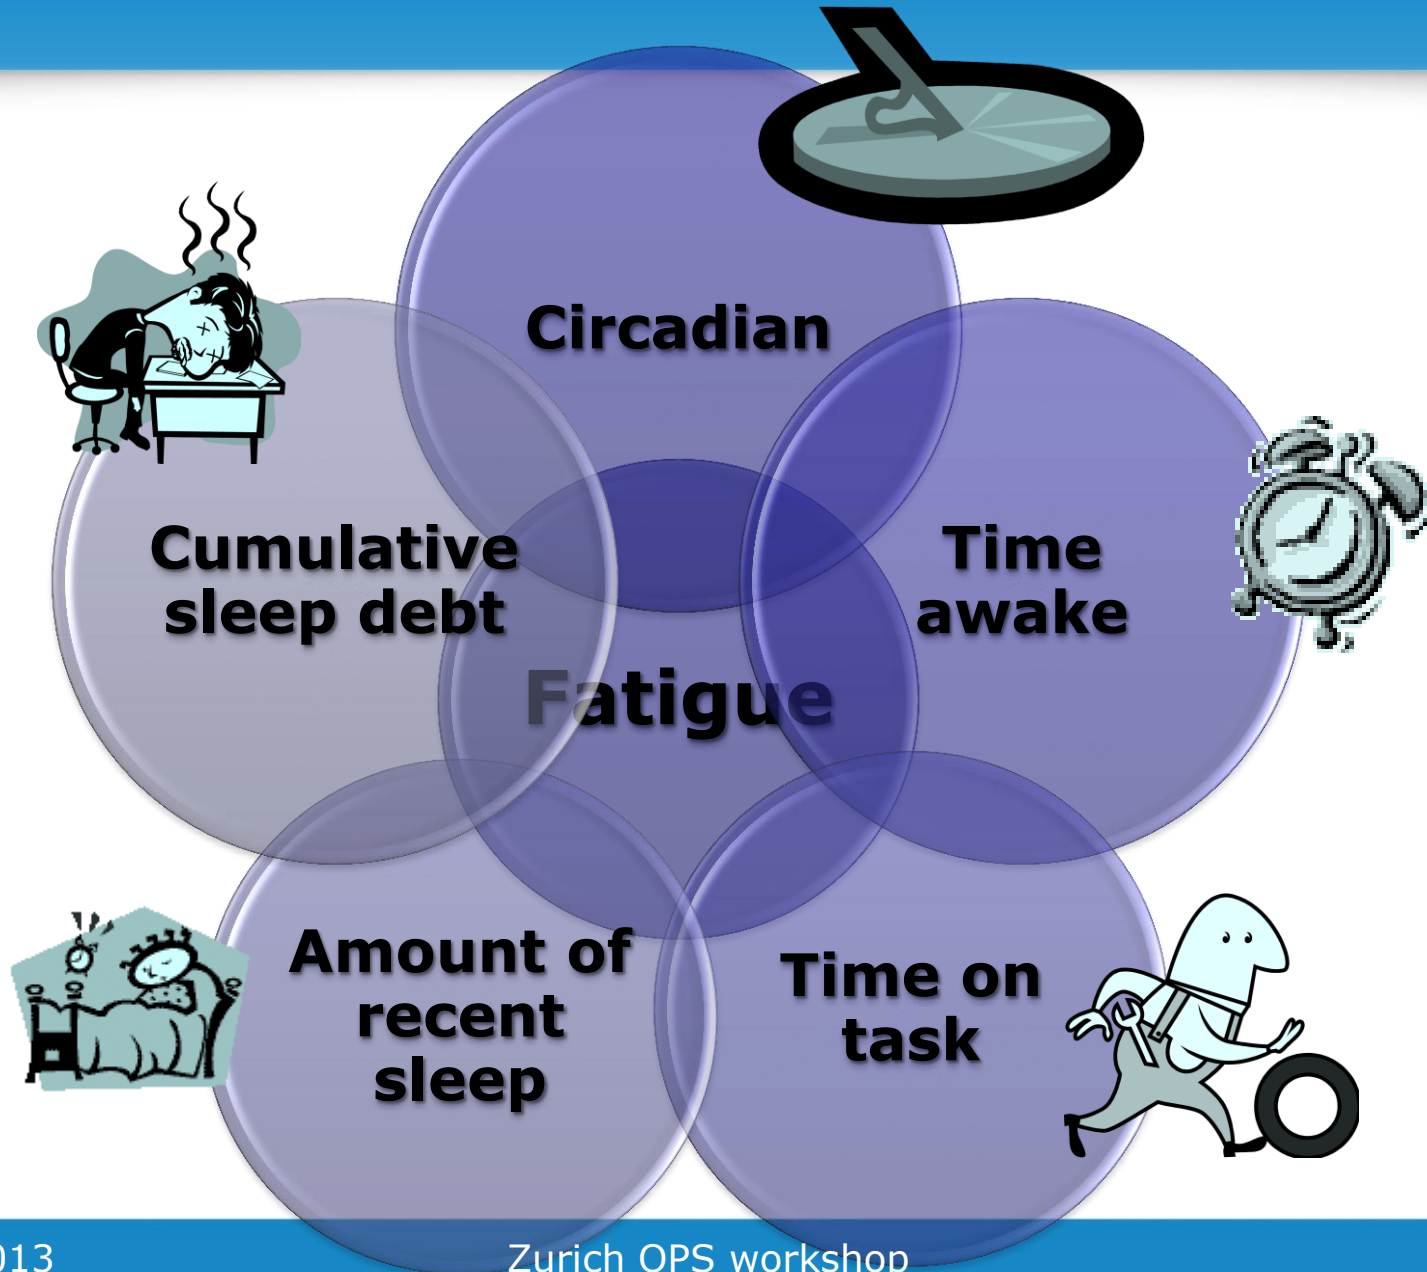 Circadian
Cumulative
sleep debt
Time
awake
Fatigue
Amount of
recent
sleep
Time on
task
013
Zurich OPS workshop